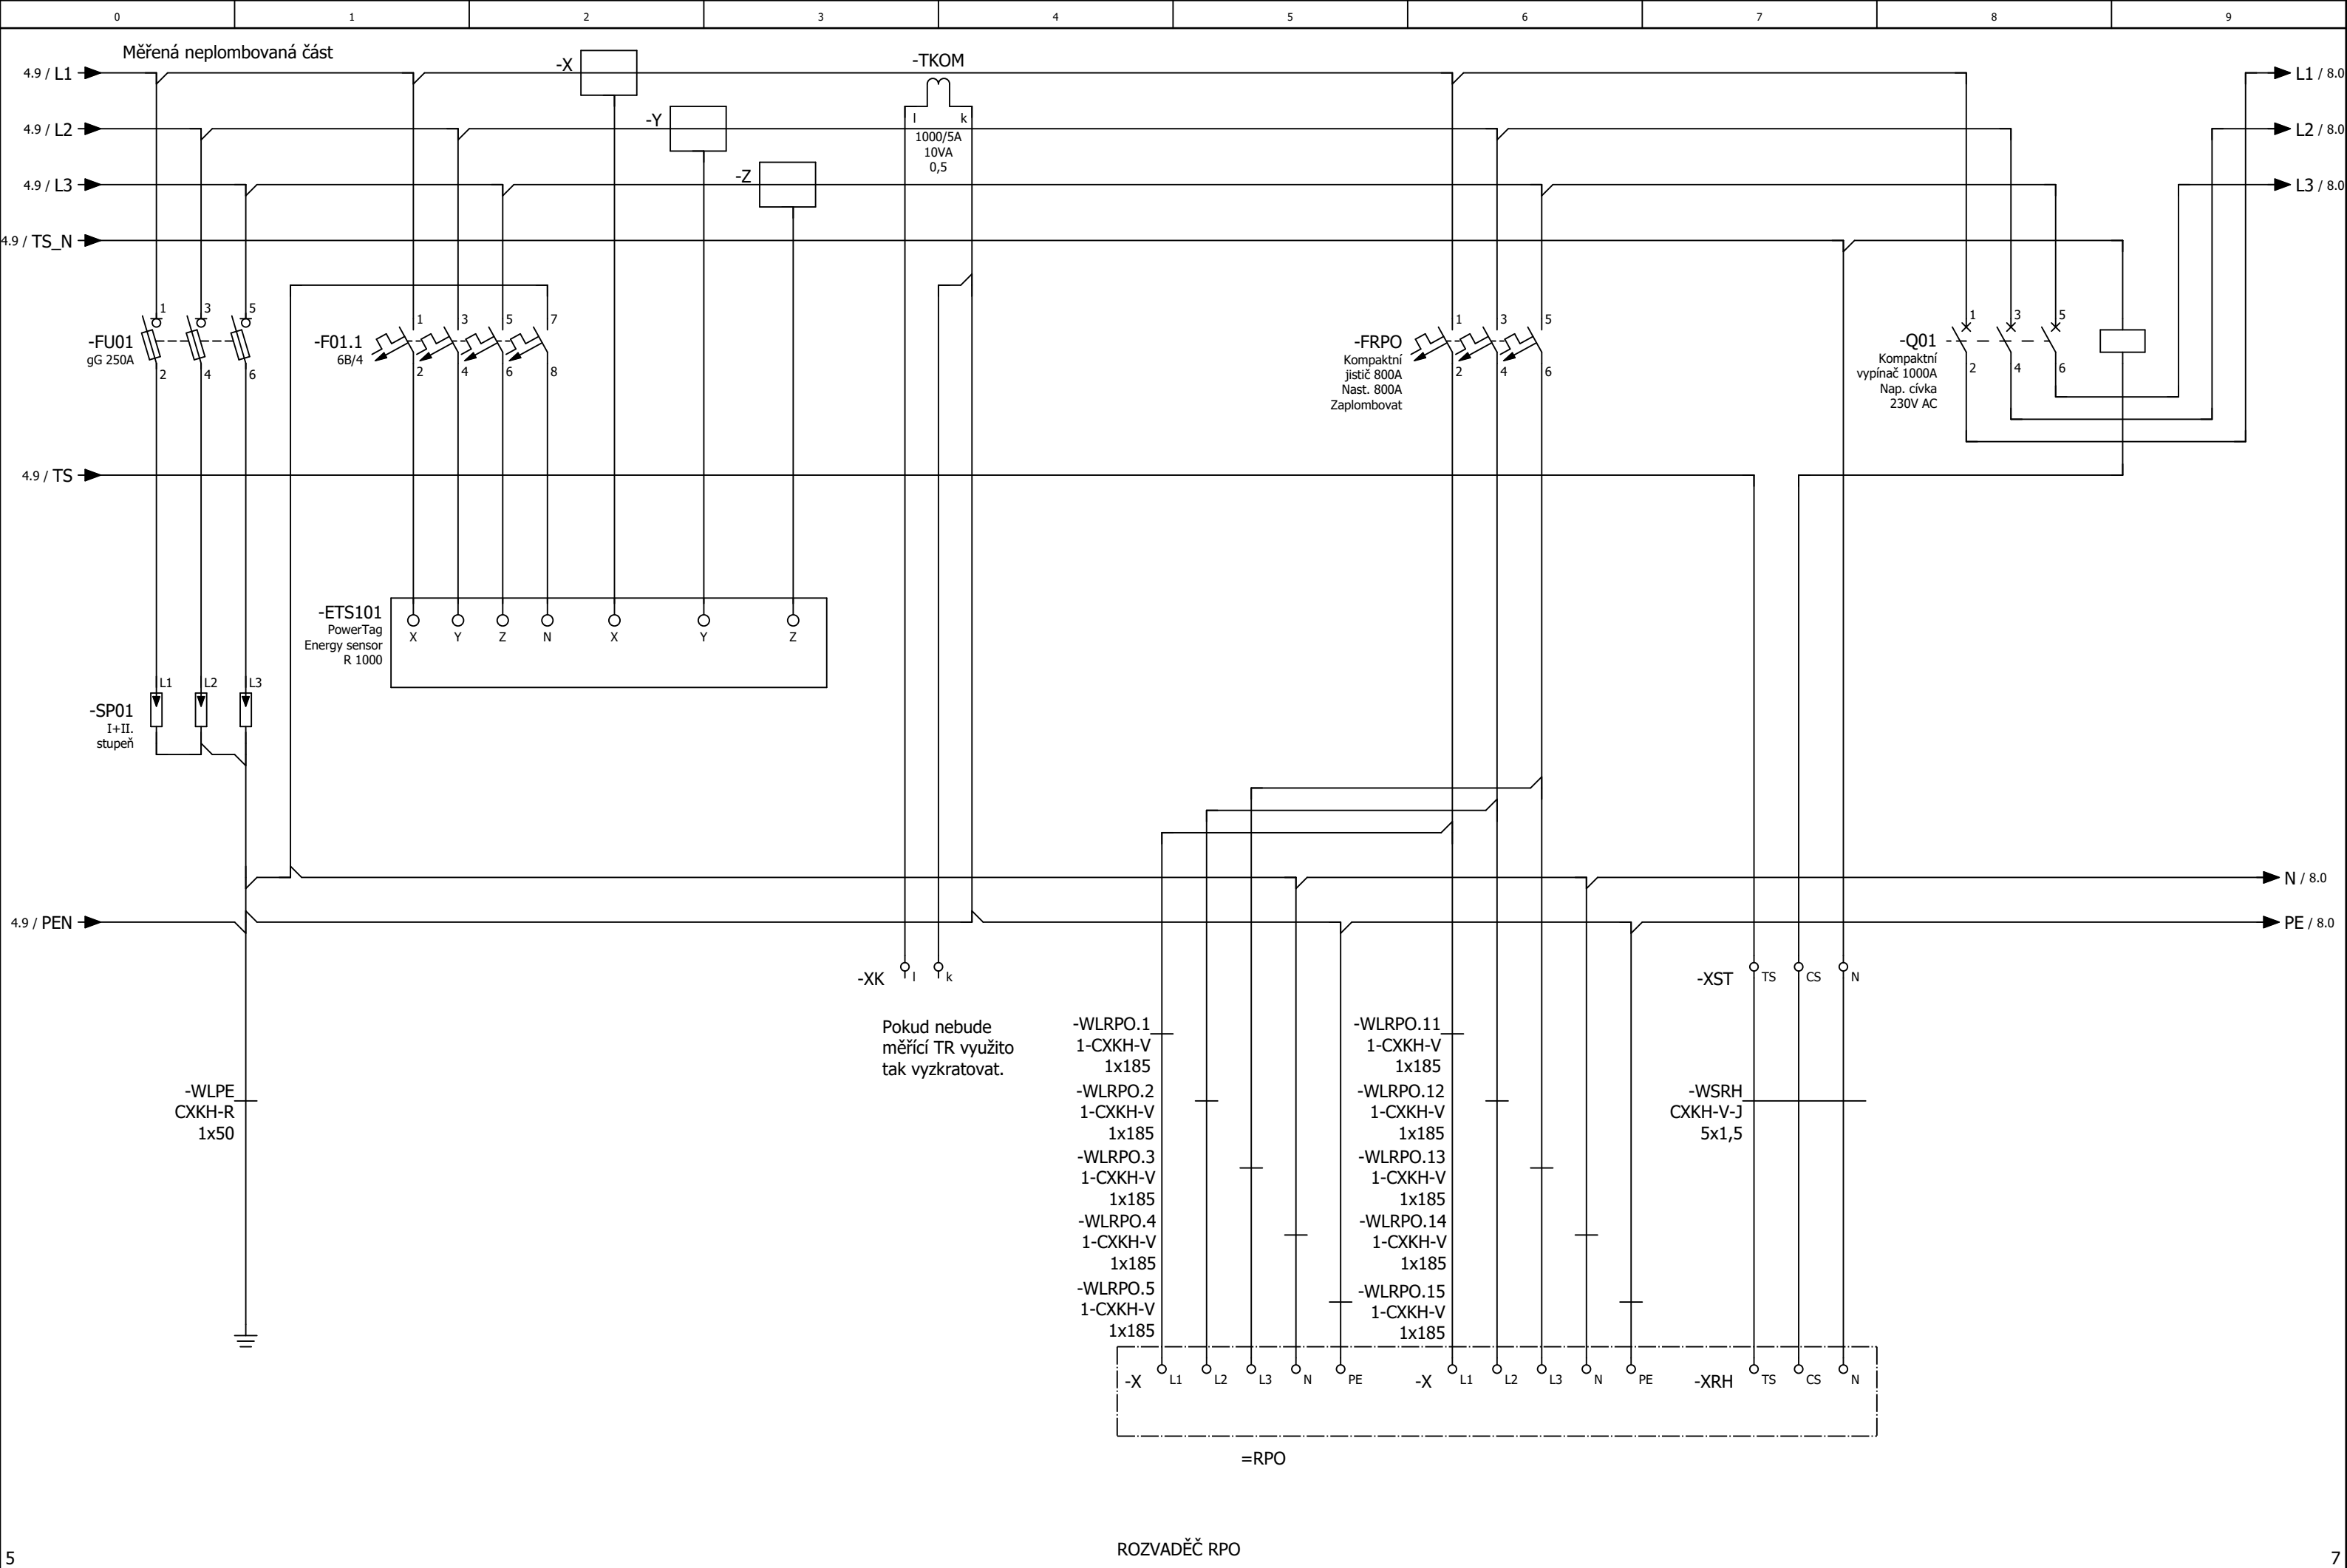 0 1 2 3 4 5 6 7 8 9
Měřená neplombovaná část
4.9 / L1
-X
-TKOM
L1 / 8.0
4.9 / L2
-Y
l k
1000/5A
10VA
0,5
L2 / 8.0
4.9 / L3
-Z
L3 / 8.0
4.9 / TS_N
-FU01
gG 250A
1 3 5
2 4 6
-F01.1
6B/4
1 3 5 7
2 4 6 8
-FRPO
Kompaktní
jistič 800A
Nast. 800A
Zaplombovat
1 3 5
2 4 6
-Q01
Kompaktní
vypínač 1000A
Nap. cívka
230V AC
1 3 5
2 4 6
4.9 / TS
-ETS101
PowerTag
Energy sensor
R 1000
X Y Z N X Y Z
-SP01
I+II.
stupeň
L1 L2 L3
N / 8.0
4.9 / PEN
PE / 8.0
-XK l k
-XST TS CS N
Pokud nebude
měřící TR využito
tak vyzkratovat.
-WLPE
CXKH-R
1x50
-WLRPO.1
1-CXKH-V
1x185
-WLRPO.2
1-CXKH-V
1x185
-WLRPO.3
1-CXKH-V
1x185
-WLRPO.4
1-CXKH-V
1x185
-WLRPO.5
1-CXKH-V
1x185
-WLRPO.11
1-CXKH-V
1x185
-WLRPO.12
1-CXKH-V
1x185
-WLRPO.13
1-CXKH-V
1x185
-WLRPO.14
1-CXKH-V
1x185
-WLRPO.15
1-CXKH-V
1x185
-WSRH
CXKH-V-J
5x1,5
-X L1 L2 L3 N PE
-X L1 L2 L3 N PE
-XRH TS CS N
=RPO
ROZVADĚČ RPO
5
7